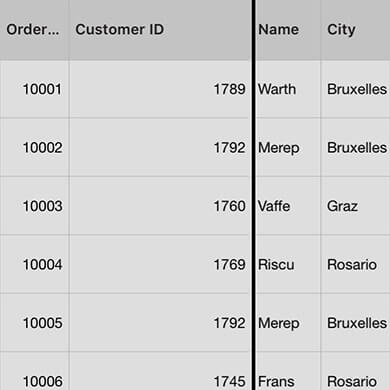 Order... Customer ID Name City
10001 1789 Warth Bruxelles
10002 1792 Merep Bruxelles
10003 1760 Vaffe Graz
10004 1769 Riscu Rosario
10005 1792 Merep Bruxelles
10006 1745 Frans Rosario